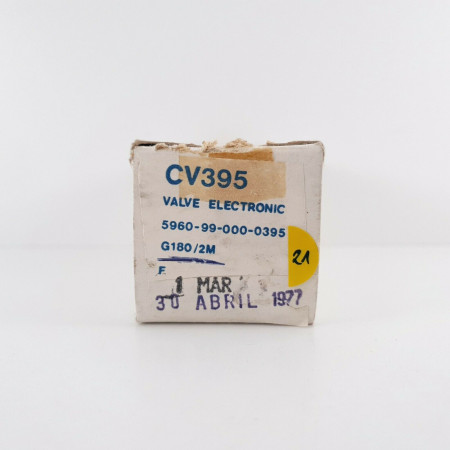 CV395
VALVE ELECTRONIC
5960-99-000-0395
G180/2M
21
F
1 MAR
30 ABRIL 1977